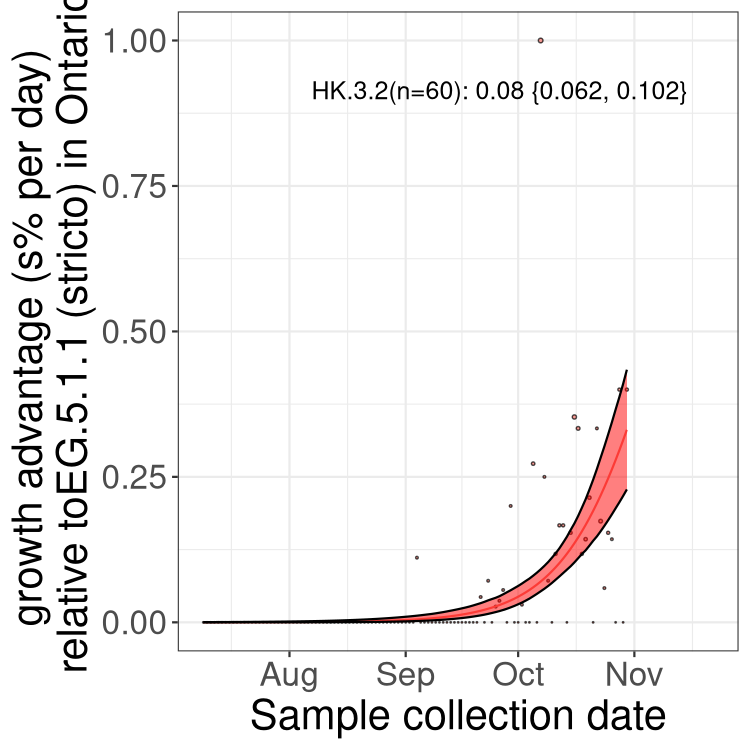 growth advantage (s% per day)
relative toEG.5.1.1 (stricto) in Ontario
1.00
0.75
0.50
0.25
0.00
HK.3.2(n=60): 0.08 {0.062, 0.102}
Aug Sep Oct Nov
Sample collection date